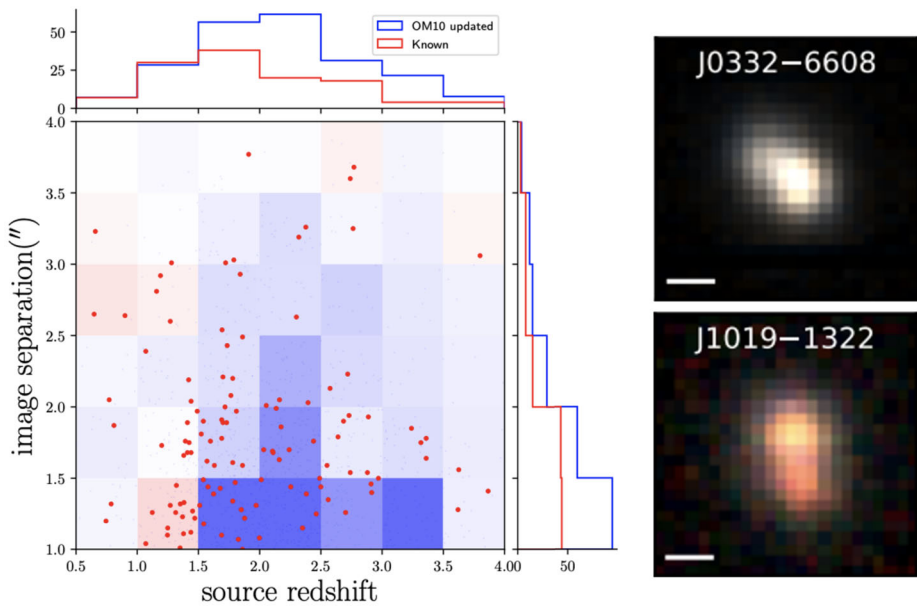 50
25
0
OM10 updated
Known
4.0
3.5
3.0
2.5
2.0
1.5
1.0
image separation(″)
0.5 1.0 1.5 2.0 2.5 3.0 3.5 4.0
source redshift
0 50
J0332−6608
J1019−1322